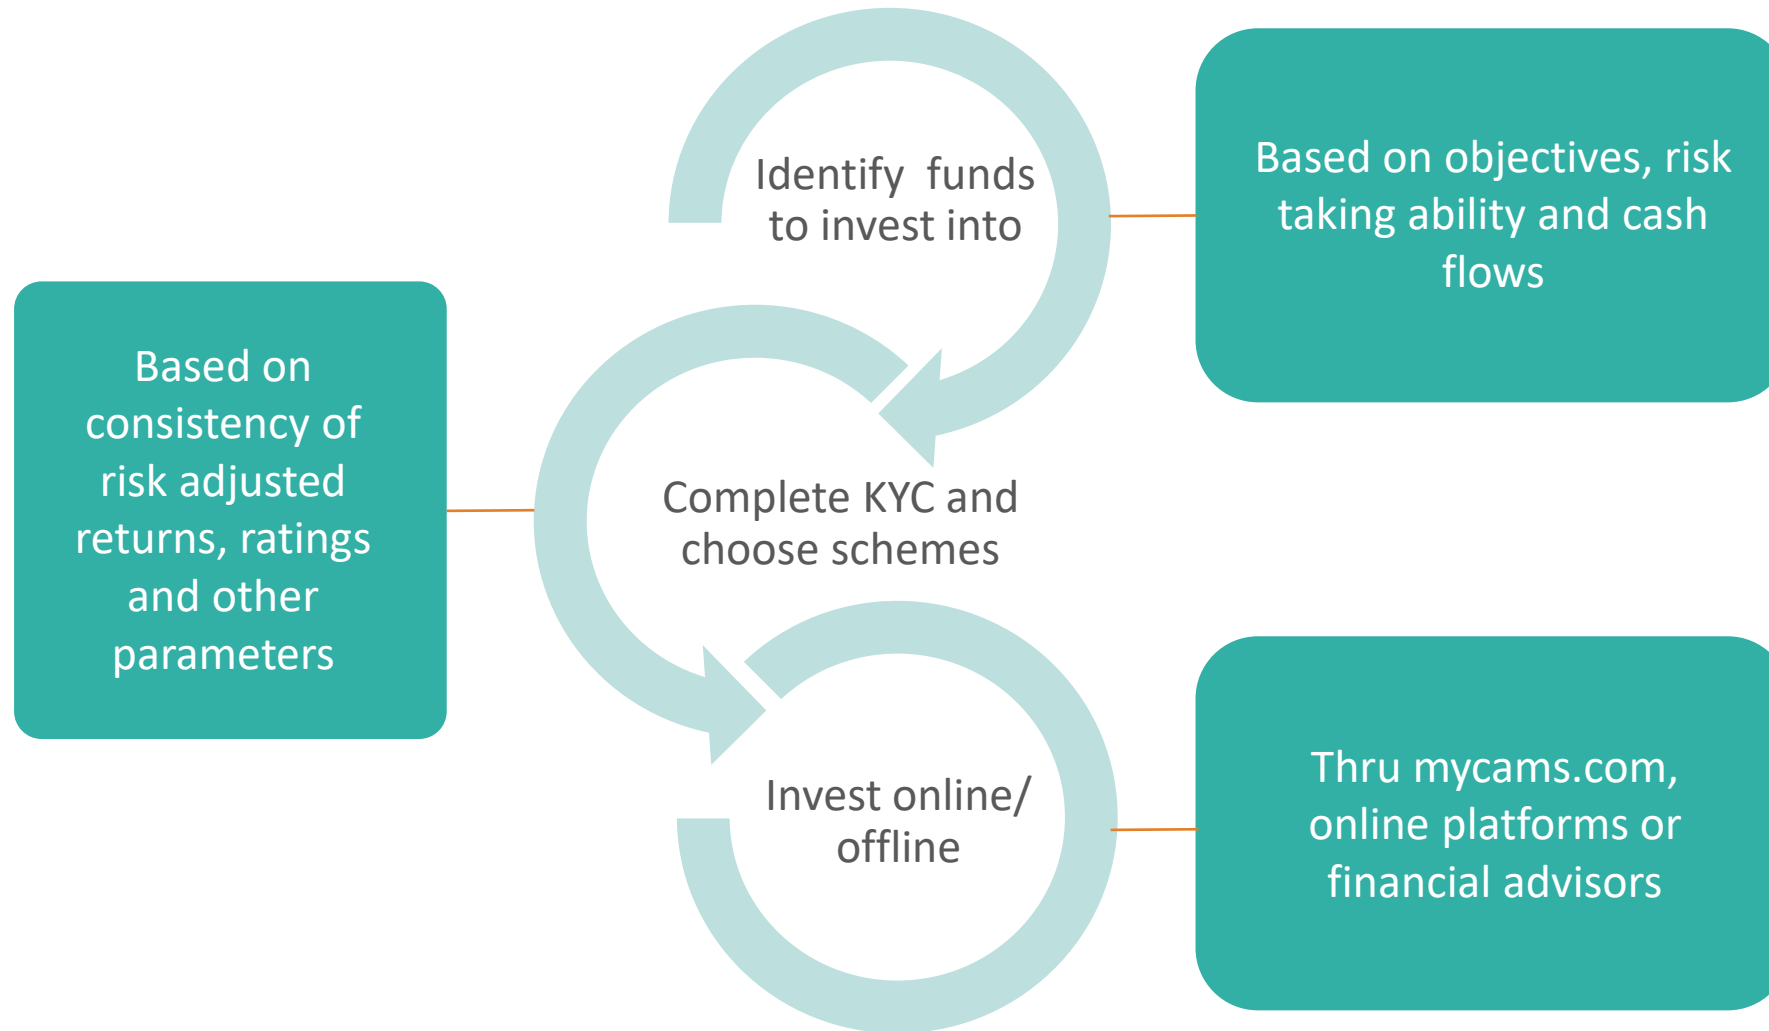 Identify funds
to invest into
Based on objectives, risk
taking ability and cash
flows
Based on
consistency of
risk adjusted
returns, ratings
and other
parameters
Complete KYC and
choose schemes
Invest online/
offline
Thru mycams.com,
online platforms or
financial advisors